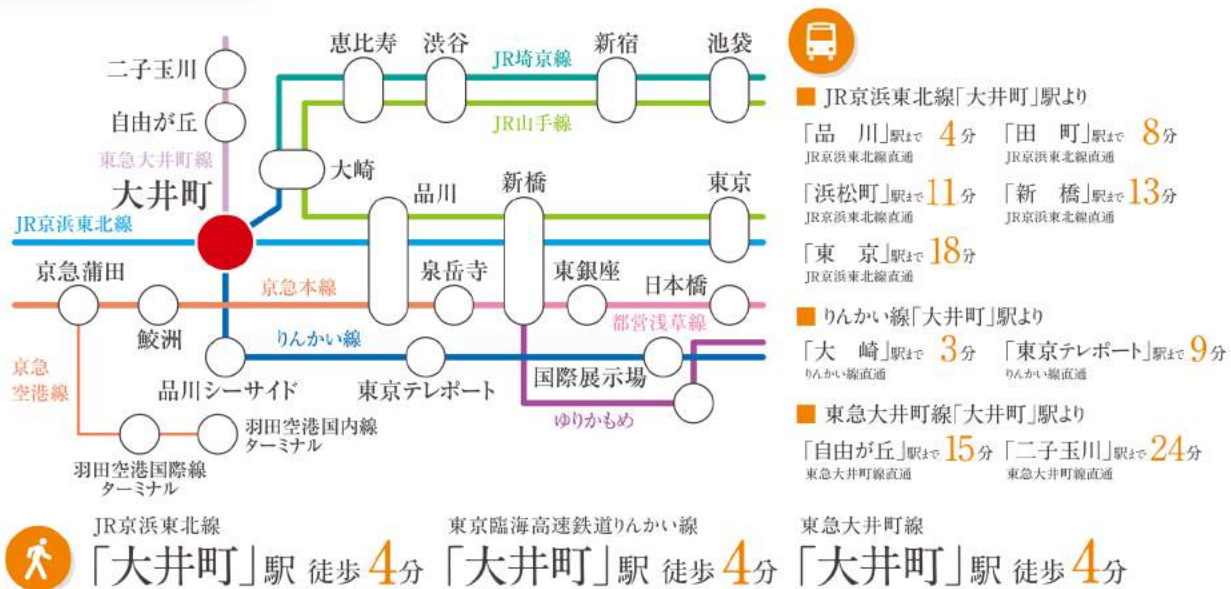 恵比寿
渋谷
新宿
池袋
JR埼京線
JR山手線
二子玉川
自由が丘
東急大井町線
大井町
大崎
品川
新橋
東京
JR京浜東北線
京急蒲田
京急本線
泉岳寺
東銀座
日本橋
都営浅草線
鮫洲
りんかい線
京急
空港線
品川シーサイド
東京テレポート
国際展示場
ゆりかもめ
羽田空港国内線
ターミナル
羽田空港国際線
ターミナル
■ JR京浜東北線「大井町」駅より
「品 川」駅まで 4分 「田 町」駅まで 8分
JR京浜東北線直通 JR京浜東北線直通
「浜松町」駅まで 11分 「新 橋」駅まで 13分
JR京浜東北線直通 JR京浜東北線直通
「東 京」駅まで 18分
JR京浜東北線直通
■ りんかい線「大井町」駅より
「大 崎」駅まで 3分 「東京テレポート」駅まで 9分
りんかい線直通 りんかい線直通
■ 東急大井町線「大井町」駅より
「自由が丘」駅まで 15分 「二子玉川」駅まで 24分
東急大井町線直通 東急大井町線直通
JR京浜東北線 東京臨海高速鉄道りんかい線 東急大井町線
「大井町」駅 徒歩4分 「大井町」駅 徒歩4分 「大井町」駅 徒歩4分